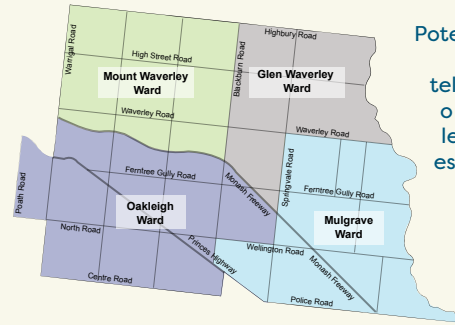 Highbury Road
Pote
Warrigal Road
High Street Road
Blackburn Road
Mount Waverley
Ward
Glen Waverley
Ward
tel
o
le
es
Waverley Road
Waverley Road
Poath Road
Ferntree Gully Road
Monash Freeway
Springvale Road
Ferntree Gully Road
Oakleigh
Ward
Mulgrave
Ward
North Road
Princes Highway
Wellington Road
Monash Freeway
Centre Road
Police Road